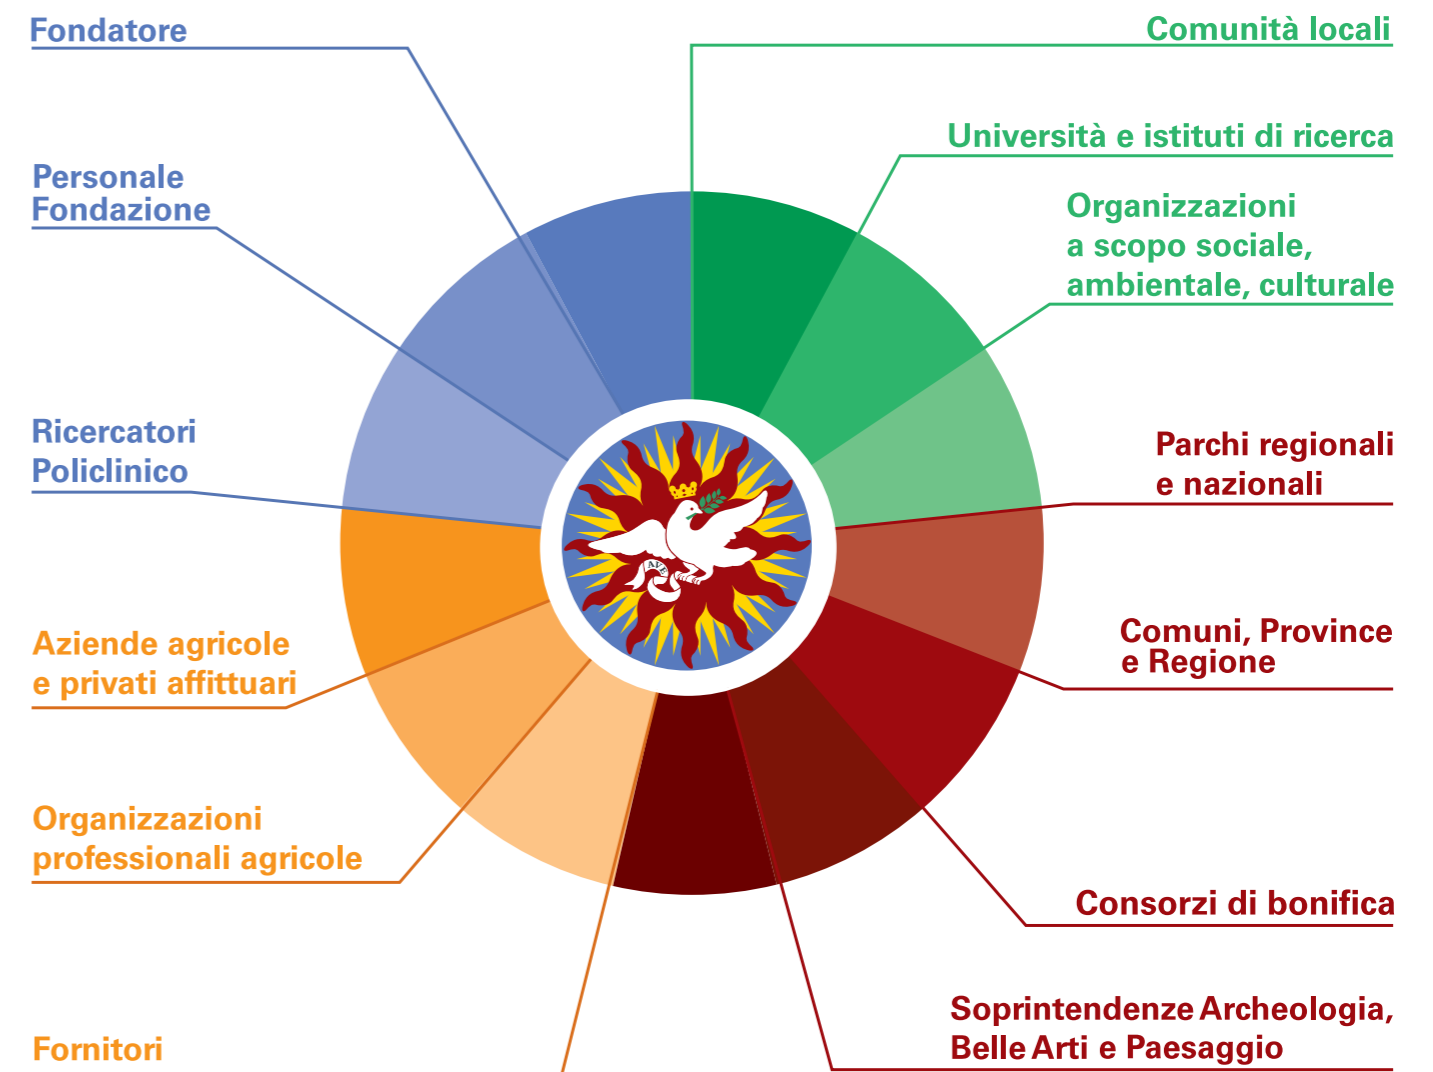 Fondatore
Personale
Fondazione
Ricercatori
Policlinico
Aziende agricole
e privati affittuari
Organizzazioni
professionali agricole
Fornitori
Comunità locali
Università e istituti di ricerca
Organizzazioni
a scopo sociale,
ambientale, culturale
Parchi regionali
e nazionali
Comuni, Province
e Regione
Consorzi di bonifica
Soprintendenze Archeologia,
Belle Arti e Paesaggio
AVE